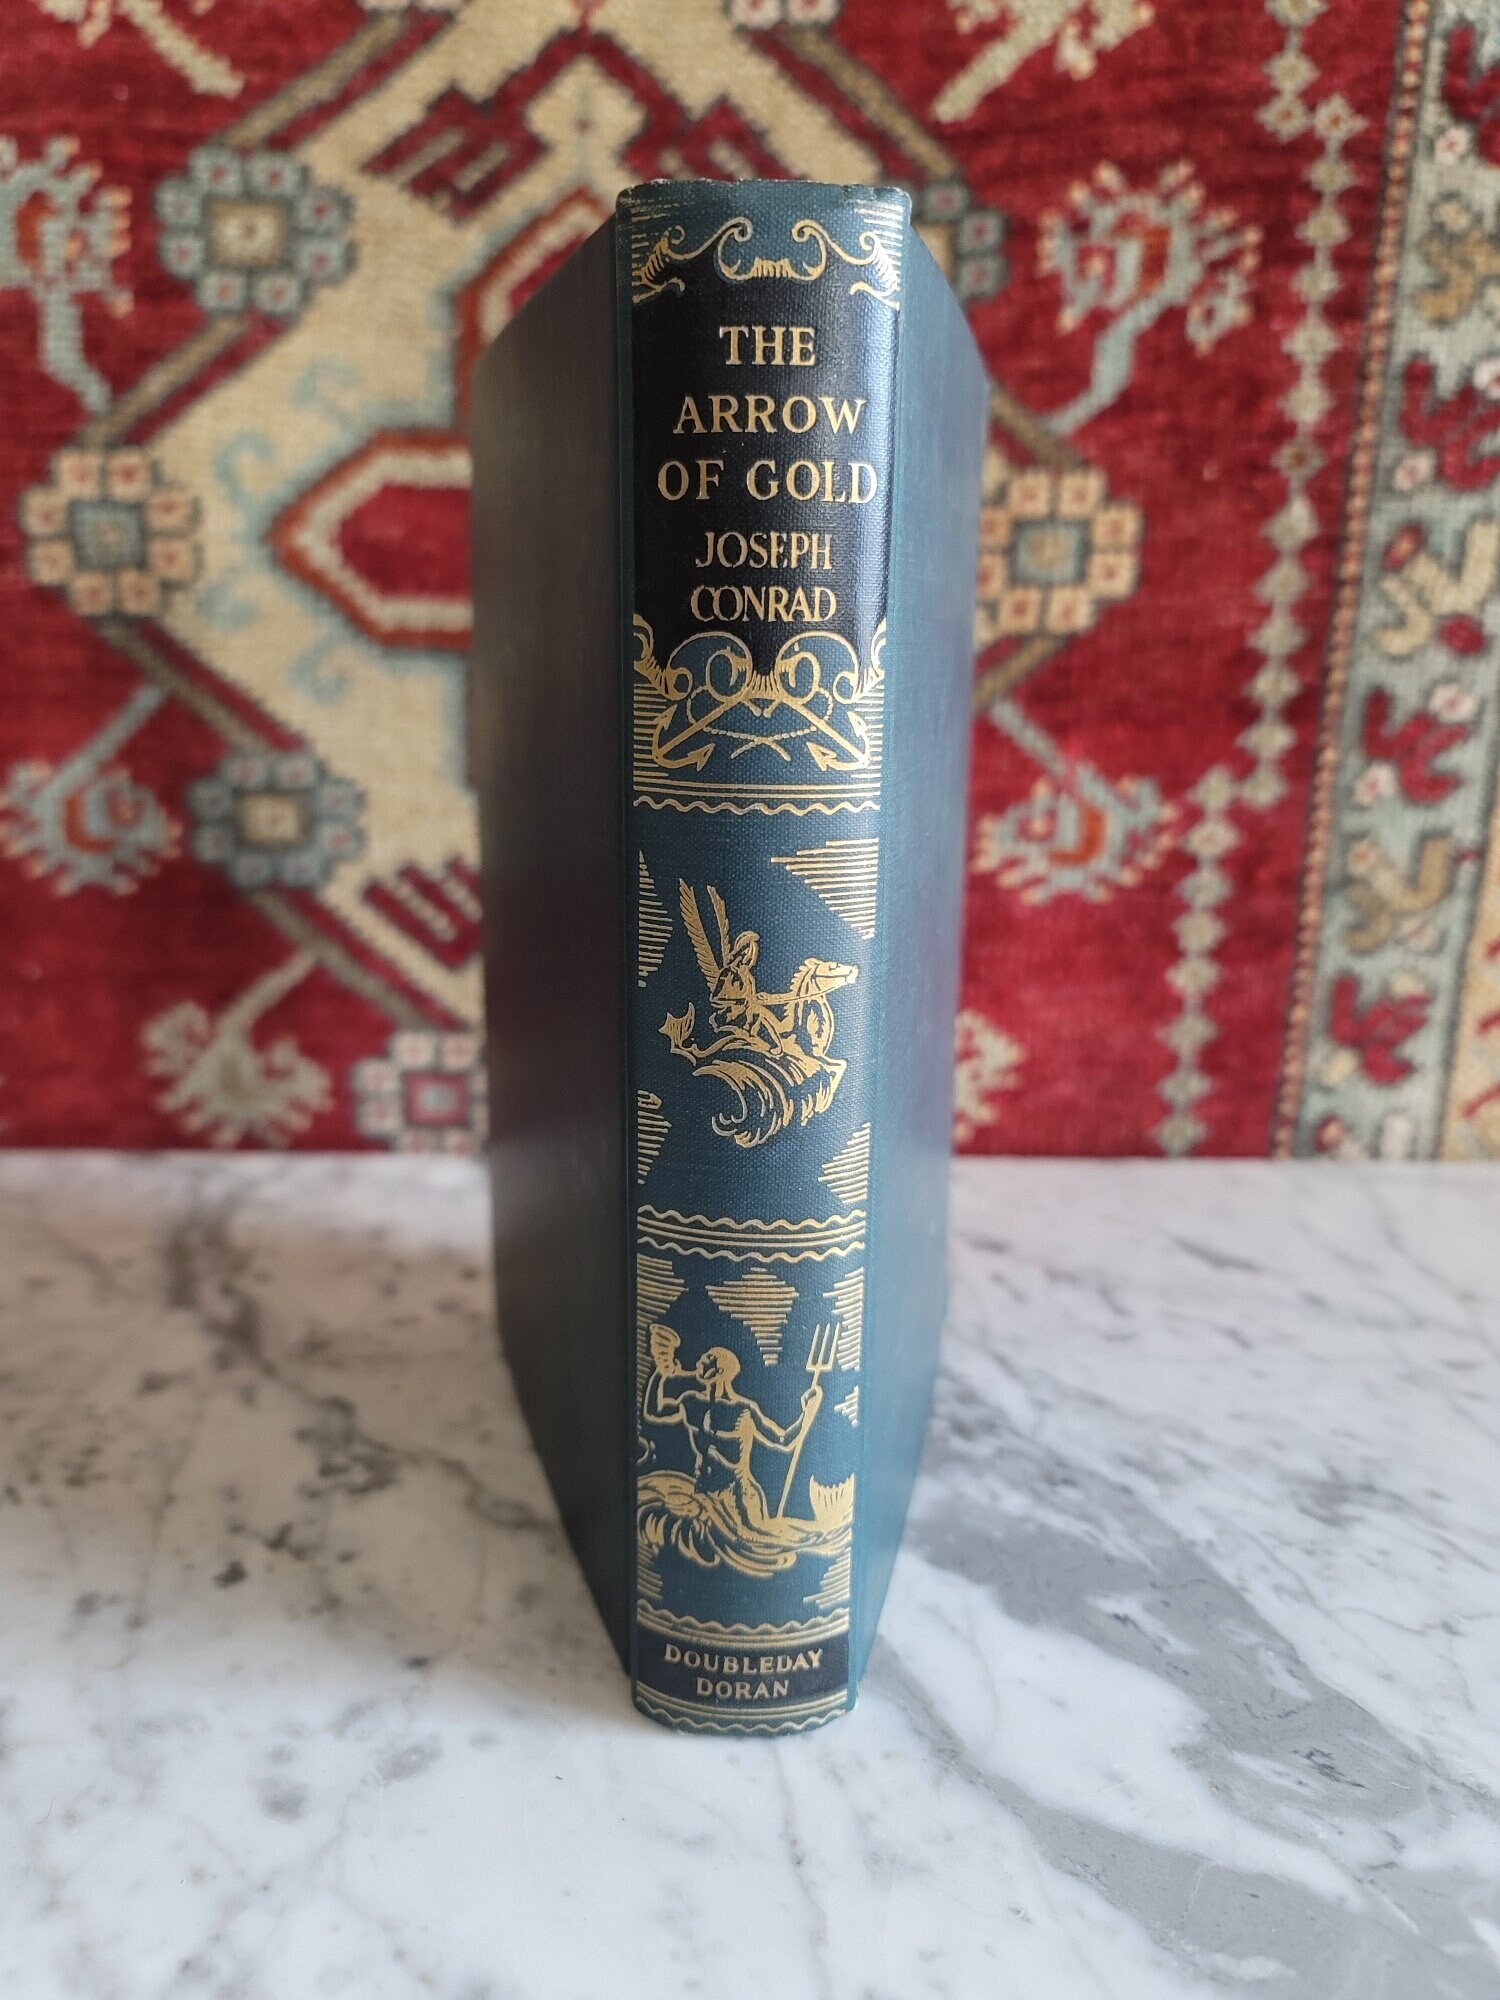 THE
ARROW
OF GOLD
JOSEPH
CONRAD
DOUBLEDAY
DORAN